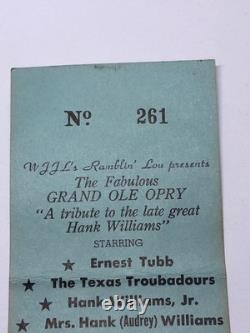 Nº 261
WJJL's Ramblin' Lou presents
The Fabulous
GRAND OLE OPRY
"A tribute to the late great
Hank Williams"
STARRING
★ Ernest Tubb
★ The Texas Troubadours
★ Hank Williams, Jr.
★ Mrs. Hank (Audrey) Williams